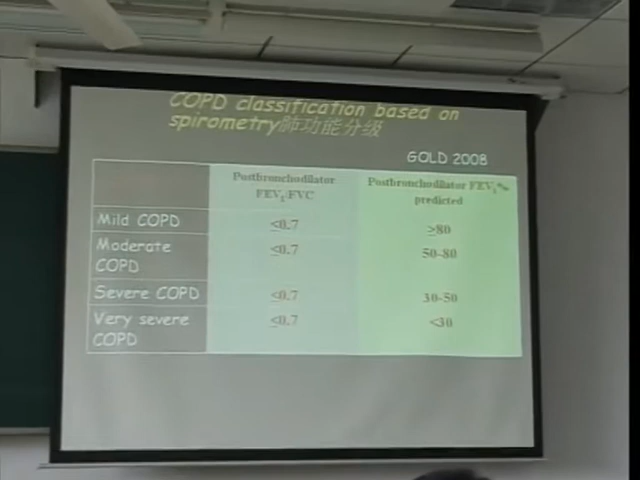 COPD classification based on
spirometry肺功能分级
GOLD 2008
Postbronchodilator
FEV1/FVC
Postbronchodilator FEV1%
predicted
Mild COPD
≤0.7
≥80
Moderate
COPD
≤0.7
50-80
Severe COPD
≤0.7
30-50
Very severe
COPD
≤0.7
<30